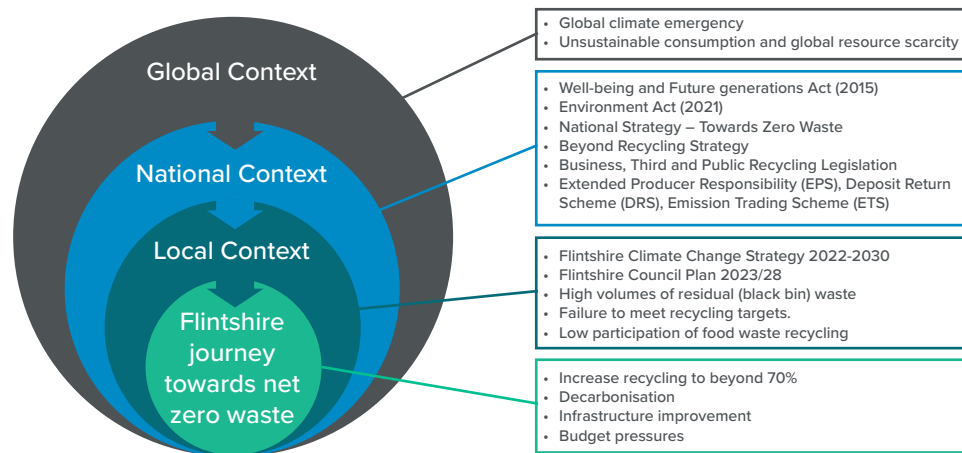 Global Context
National Context
Local Context
Flintshire
journey
towards net
zero waste
• Global climate emergency
• Unsustainable consumption and global resource scarcity
• Well-being and Future generations Act (2015)
• Environment Act (2021)
• National Strategy – Towards Zero Waste
• Beyond Recycling Strategy
• Business, Third and Public Recycling Legislation
• Extended Producer Responsibility (EPS), Deposit Return
Scheme (DRS), Emission Trading Scheme (ETS)
• Flintshire Climate Change Strategy 2022-2030
• Flintshire Council Plan 2023/28
• High volumes of residual (black bin) waste
• Failure to meet recycling targets.
• Low participation of food waste recycling
• Increase recycling to beyond 70%
• Decarbonisation
• Infrastructure improvement
• Budget pressures